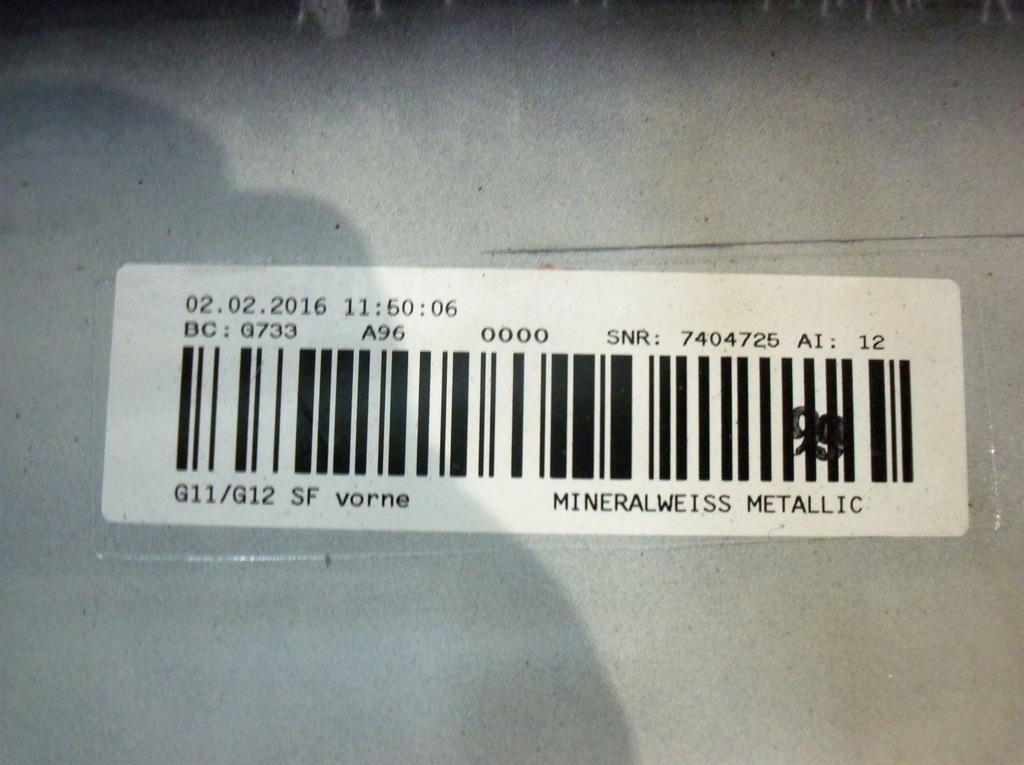 02.02.2016 11:50:06
BC: G733 A96 0000 SNR: 7404725 AI: 12
G11/G12 SF vorne MINERALWEISS METALLIC